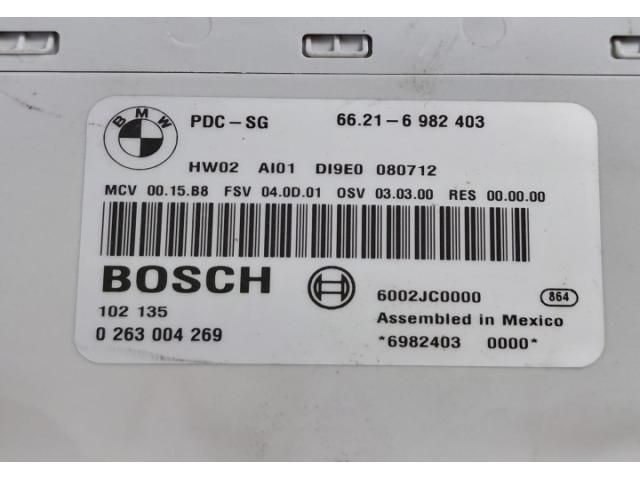 BMW PDC-SG 66.21-6 982 403
HW02 AI01 DI9E0 080712
MCV 00.15.B8 FSV 04.0D.01 OSV 03.03.00 RES 00.00.00
BOSCH
6002JC0000 864
102 135
Assembled in Mexico
0 263 004 269
*6982403 0000*